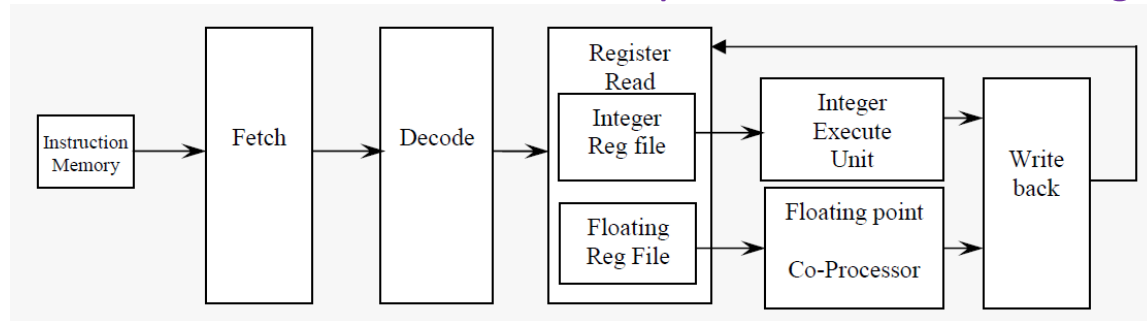 Instruction
Memory
Fetch
Decode
Register
Read
Integer
Reg file
Floating
Reg File
Integer
Execute
Unit
Floating point
Co-Processor
Write
back